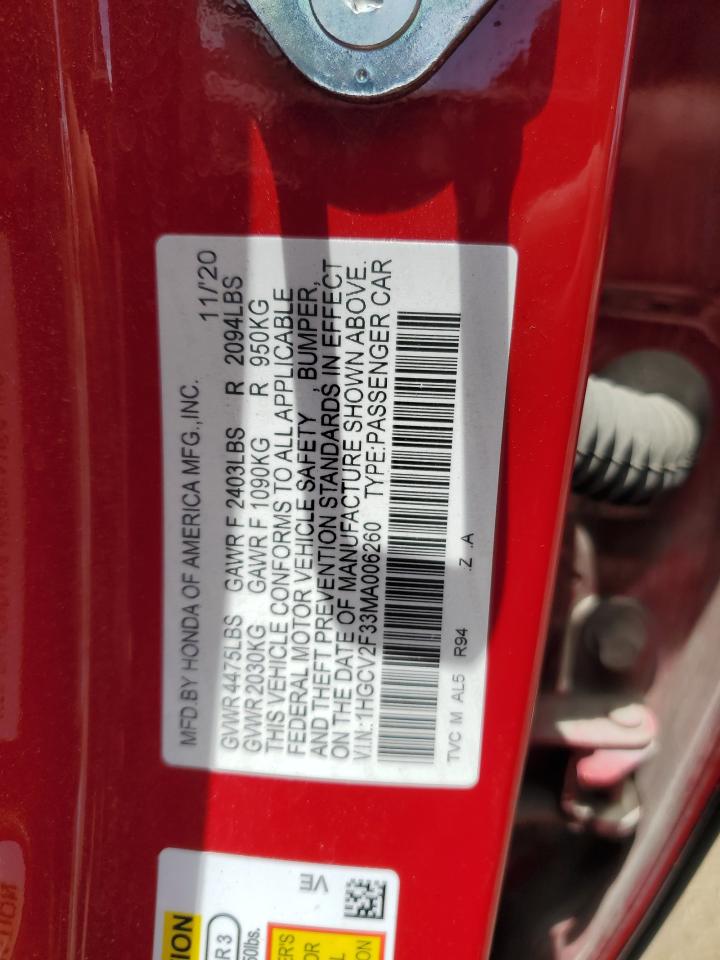 MFD.BY HONDA OF AMERICA MFG.,INC. 11/'20
GVWR 4475LBS GAWR F 2403LBS R 2094LBS
GVWR 2030KG GAWR F 1090KG R 950KG
THIS VEHICLE CONFORMS TO ALL APPLICABLE
FEDERAL MOTOR VEHICLE SAFETY , BUMPER,
AND THEFT PREVENTION STANDARDS IN EFFECT
ON THE DATE OF MANUFACTURE SHOWN ABOVE.
V.I.N.:1HGCV2F33MA006260 TYPE:PASSENGER CAR
TVC M AL5 R94 .Z .A
VE
R 3